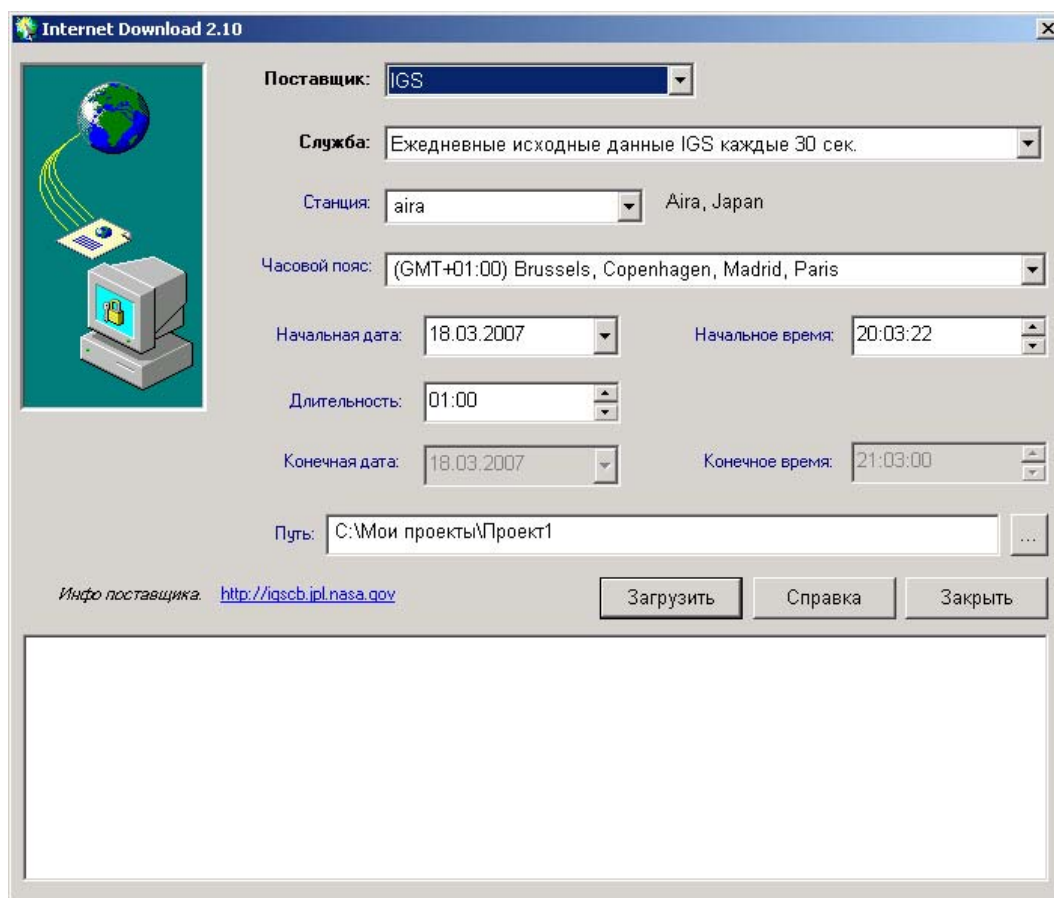 Internet Download 2.10
Поставщик: IGS
Служба: Ежедневные исходные данные IGS каждые 30 сек.
Станция: aira Aira, Japan
Часовой пояс: (GMT+01:00) Brussels, Copenhagen, Madrid, Paris
Начальная дата: 18.03.2007 Начальное время: 20:03:22
Длительность: 01:00
Конечная дата: 18.03.2007 Конечное время: 21:03:00
Путь: C:\Мои проекты\Проект1 ...
Инфо поставщика. http://igscb.jpl.nasa.gov Загрузить Справка Закрыть